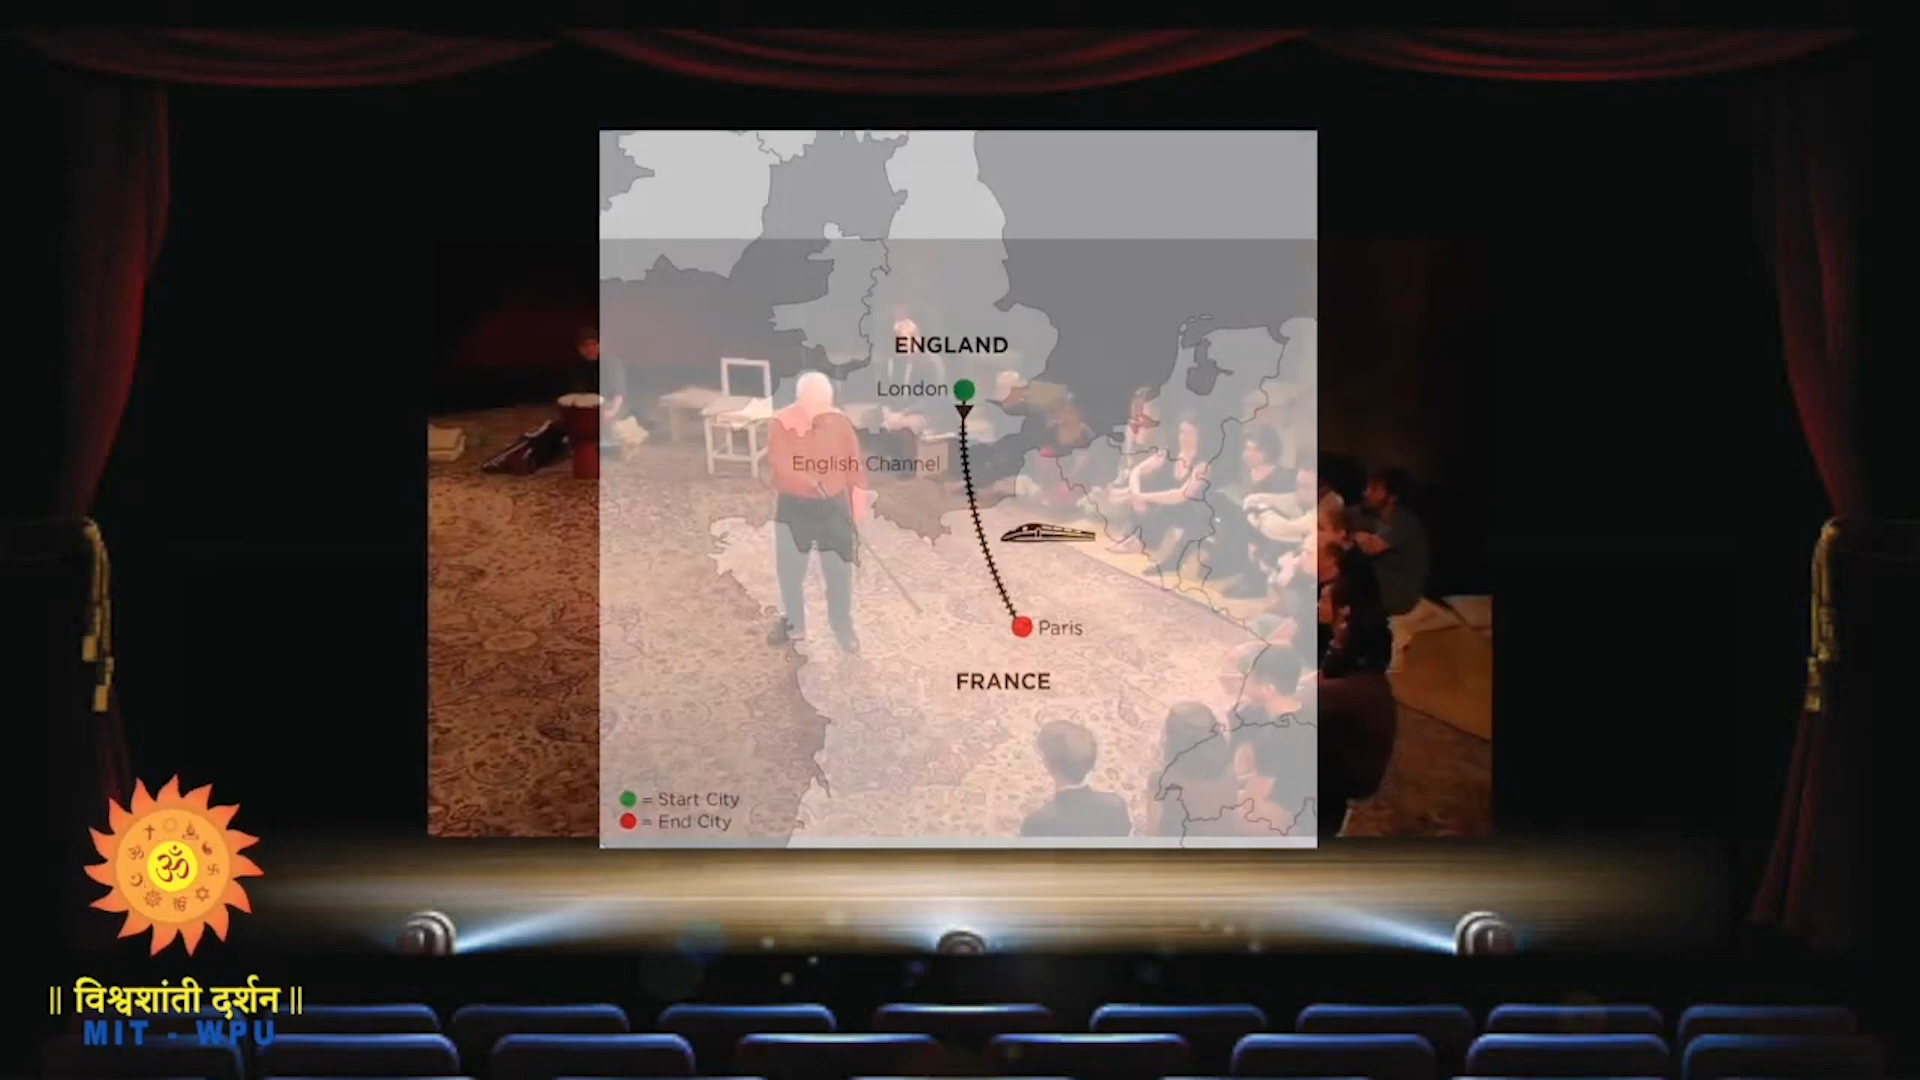 ENGLAND
London
English Channel
Paris
FRANCE
= Start City
= End City
|| विश्वशांती दर्शन ||
MIT - WPU